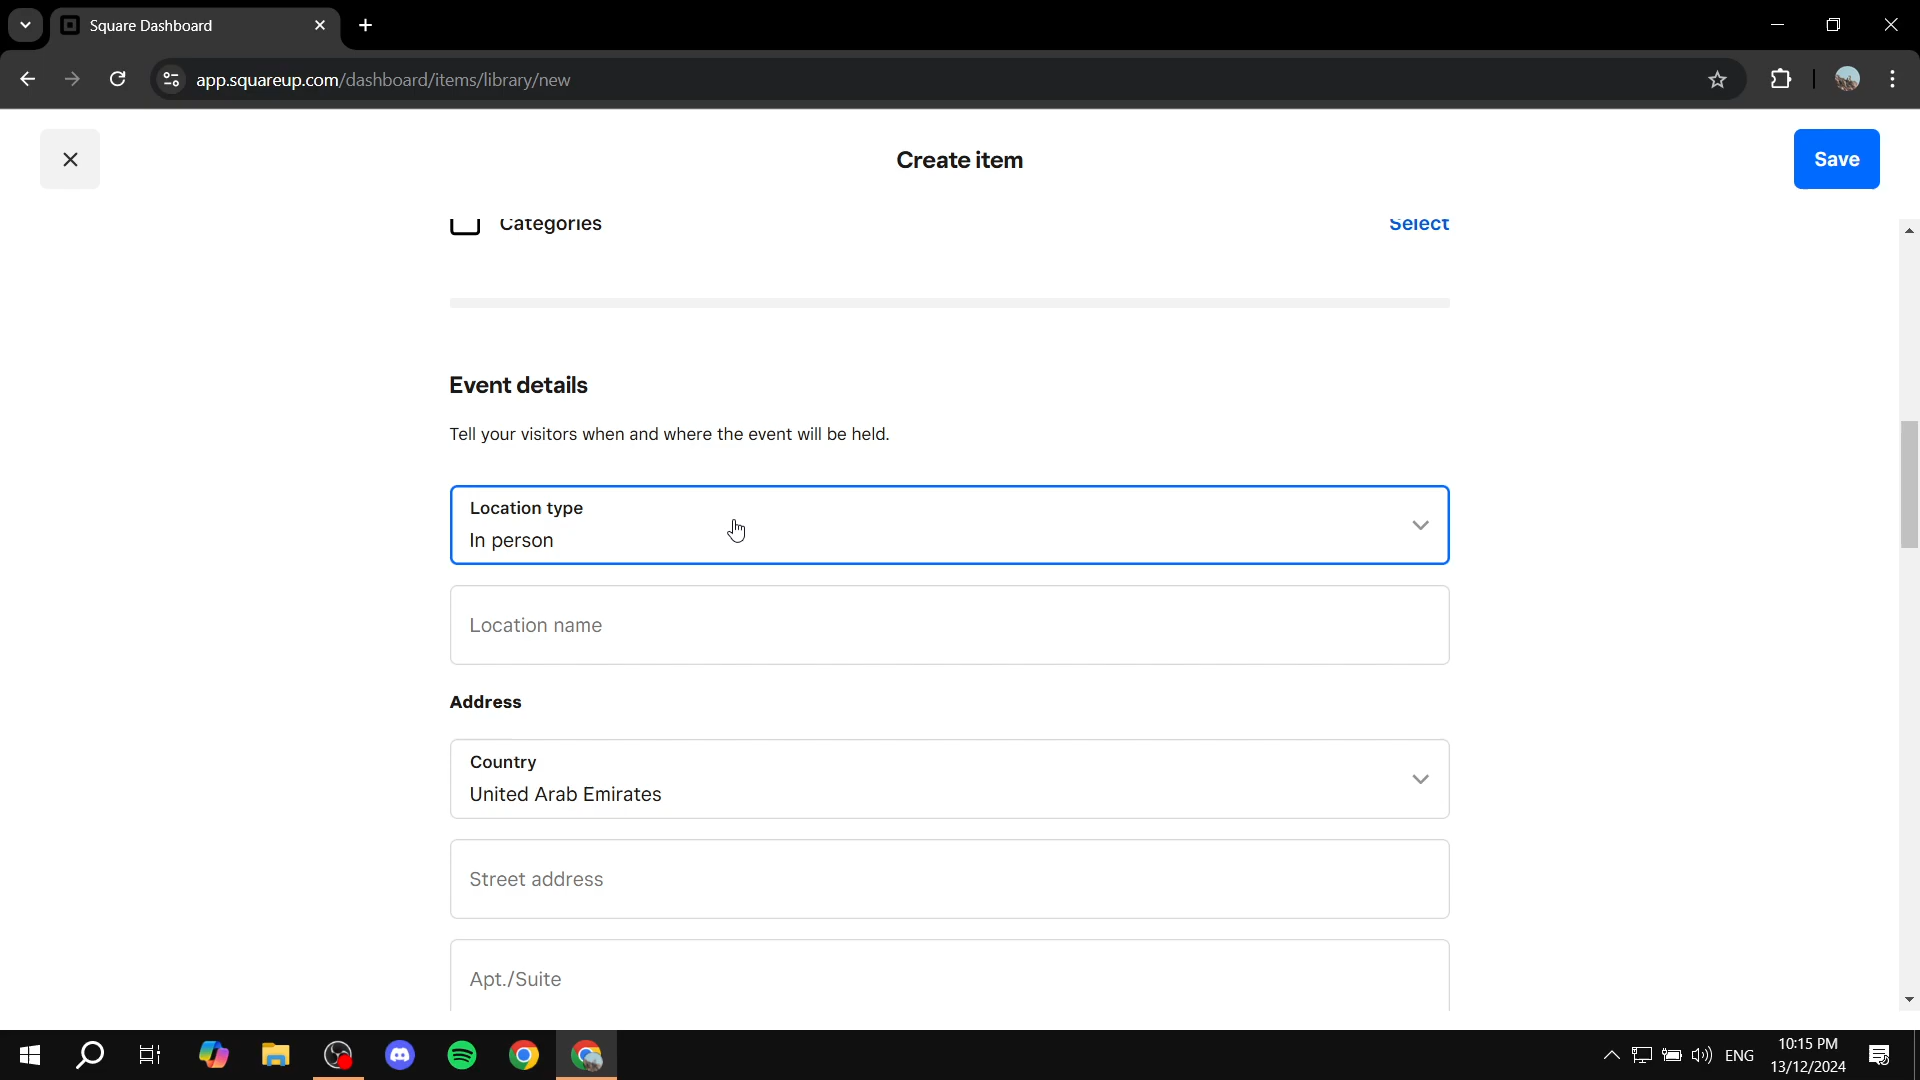 Square Dashboard
app.squareup.com/dashboard/items/library/new
Create item
Save
Categories
Select
Event details
Tell your visitors when and where the event will be held.
Location type
In person
Location name
Address
Country
United Arab Emirates
Street address
Apt./Suite
ENG
10:15 PM
13/12/2024